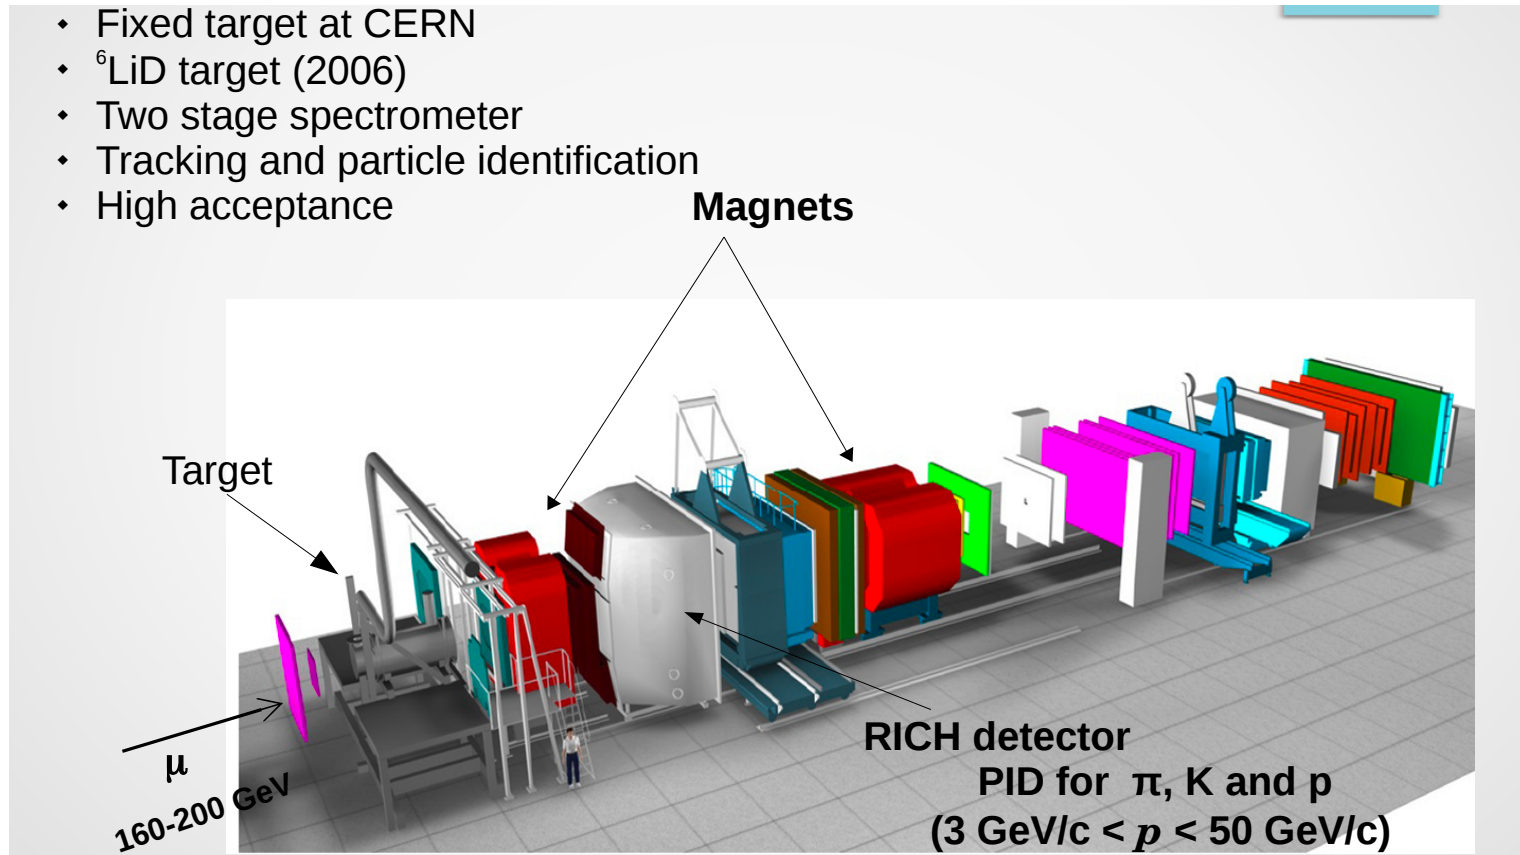 Fixed target at CERN
⁶LiD target (2006)
Two stage spectrometer
Tracking and particle identification
High acceptance
Magnets
Target
μ
160-200 GeV
RICH detector
PID for π, K and p
(3 GeV/c < p < 50 GeV/c)